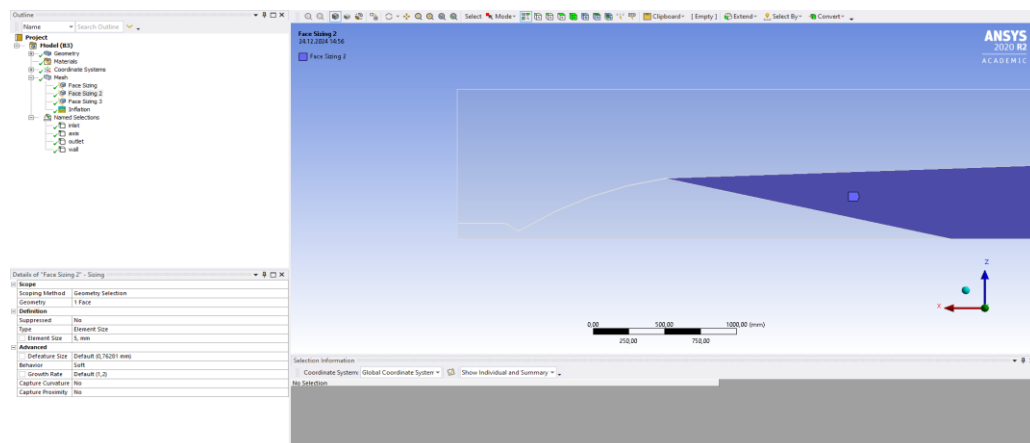 Outline
Name Search Outline
Project
Model (B3)
Geometry
Materials
Coordinate Systems
Mesh
Face Sizing
Face Sizing 2
Face Sizing 3
Inflation
Named Selections
inlet
axis
outlet
wall
Details of "Face Sizing 2" - Sizing
Scope
Scoping Method Geometry Selection
Geometry 1 Face
Definition
Suppressed No
Type Element Size
Element Size 5, mm
Advanced
Defeature Size Default (0,76201 mm)
Behavior Soft
Growth Rate Default (1,2)
Capture Curvature No
Capture Proximity No
Select Mode Clipboard [ Empty ] Extend Select By Convert
Face Sizing 2
24.12.2024 14:56
Face Sizing 2
ANSYS
2020 R2
ACADEMIC
Z
X
0,00 500,00 1000,00 (mm)
250,00 750,00
Selection Information
Coordinate System: Global Coordinate System Show Individual and Summary
No Selection